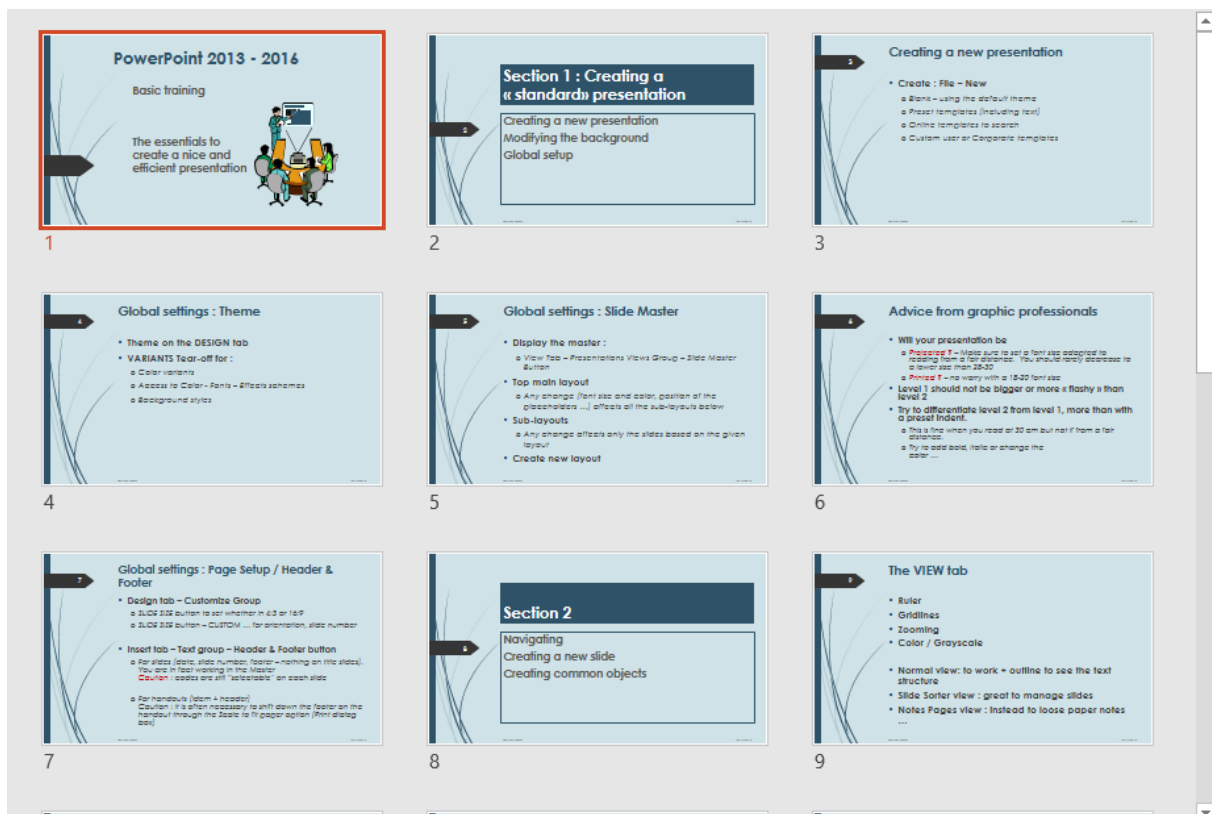 PowerPoint 2013 - 2016
Basic training
The essentials to
create a nice and
efficient presentation
1
2
Section 1 : Creating a
« standard» presentation
Creating a new presentation
Modifying the background
Global setup
2
3
Creating a new presentation
• Create : File – New
o Blank – using the default theme
o Preset templates (including text)
o Online templates to search
o Custom user or Corporate templates
3
4
Global settings : Theme
• Theme on the DESIGN tab
• VARIANTS Tear-off for :
o Color variants
o Access to Color - Fonts – Effects schemes
o Background styles
4
5
Global settings : Slide Master
• Display the master :
o View Tab – Presentations Views Group – Slide Master
Button
• Top main layout
o Any change (font size and color, position of the
placeholders ...) affects all the sub-layouts below
• Sub-layouts
o Any change affects only the slides based on the given
layout
• Create new layout
5
6
Advice from graphic professionals
• Will your presentation be
o Projected ? – Make sure to set a font size adapted to
reading from a fair distance. You should rarely decrease to
a lower size than 28-30
o Printed ? – no worry with a 18-20 font size
• Level 1 should not be bigger or more « flashy » than
level 2
• Try to differentiate level 2 from level 1, more than with
a preset indent.
o This is fine when you read at 30 cm but not if from a fair
distance.
o Try to add bold, italic or change the
color ...
6
7
Global settings : Page Setup / Header &
Footer
• Design tab – Customize Group
o SLIDE SIZE button to set whether in 4:3 or 16:9
o SLIDE SIZE button – CUSTOM ... for orientation, slide number
• Insert tab – Text group – Header & Footer button
o For slides (date, slide number, footer – nothing on title slides).
You are in fact working in the Master
Caution : codes are still "selectable" on each slide
o For handouts (idem + header)
Caution : it is often necessary to shift down the footer on the
handout through the Scale to fit paper option (Print dialog
box)
7
8
Section 2
Navigating
Creating a new slide
Creating common objects
8
9
The VIEW tab
• Ruler
• Gridlines
• Zooming
• Color / Grayscale
• Normal view: to work + outline to see the text
structure
• Slide Sorter view : great to manage slides
• Notes Pages view : Instead to loose paper notes
...
9